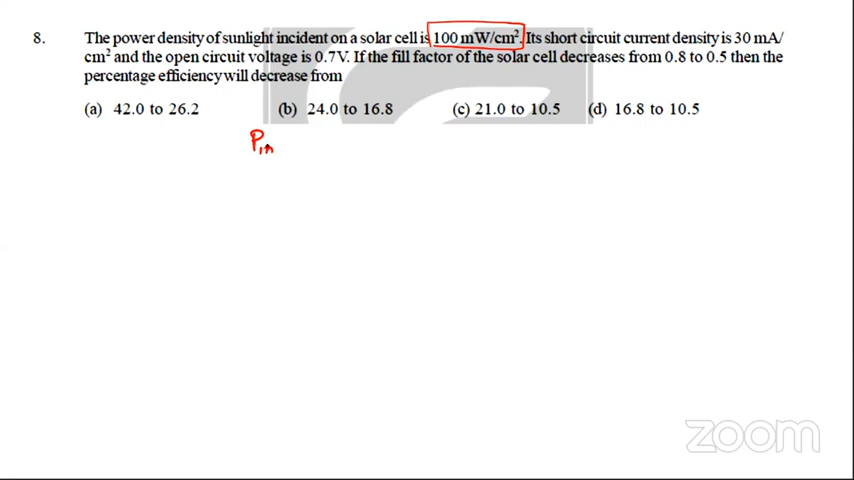 8. The power density of sunlight incident on a solar cell is 100 mW/cm². Its short circuit current density is 30 mA/
cm² and the open circuit voltage is 0.7V. If the fill factor of the solar cell decreases from 0.8 to 0.5 then the
percentage efficiency will decrease from
(a) 42.0 to 26.2 (b) 24.0 to 16.8 (c) 21.0 to 10.5 (d) 16.8 to 10.5
Pin
zoom